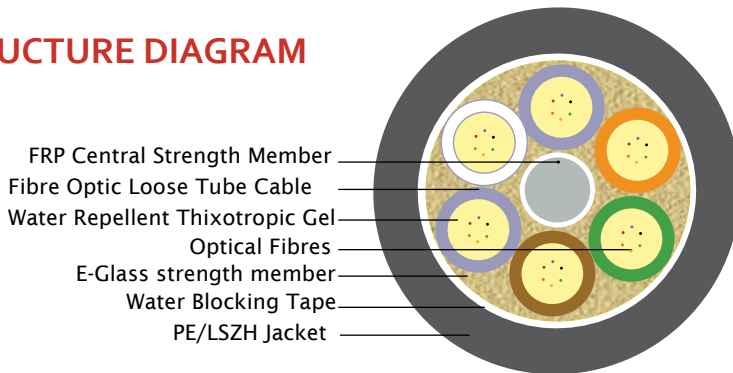 UCTURE DIAGRAM
FRP Central Strength Member
Fibre Optic Loose Tube Cable
Water Repellent Thixotropic Gel
Optical Fibres
E-Glass strength member
Water Blocking Tape
PE/LSZH Jacket